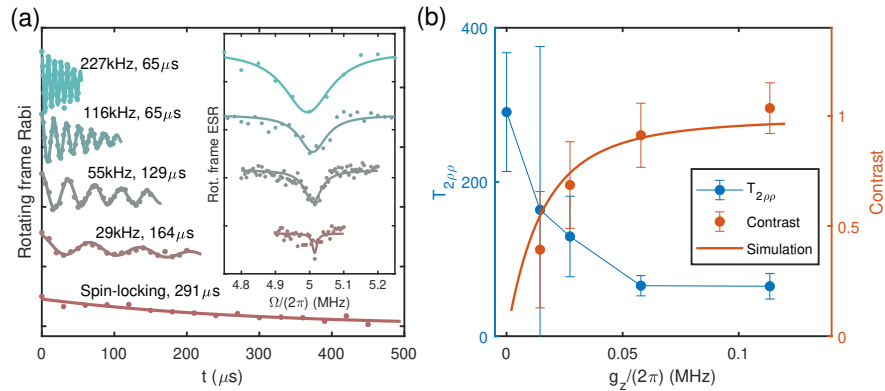 (a)
Rotating frame Rabi
227kHz, 65μs
116kHz, 65μs
55kHz, 129μs
29kHz, 164μs
Spin-locking, 291μs
0 100 200 300 400 500
t (μs)
Rot. frame ESR
4.8 4.9 5 5.1 5.2
Ω/(2π) (MHz)
(b)
400
200
0
T2ρρ
T2ρρ
Contrast
Simulation
1
0.5
0
Contrast
0 0.05 0.1
gz/(2π) (MHz)